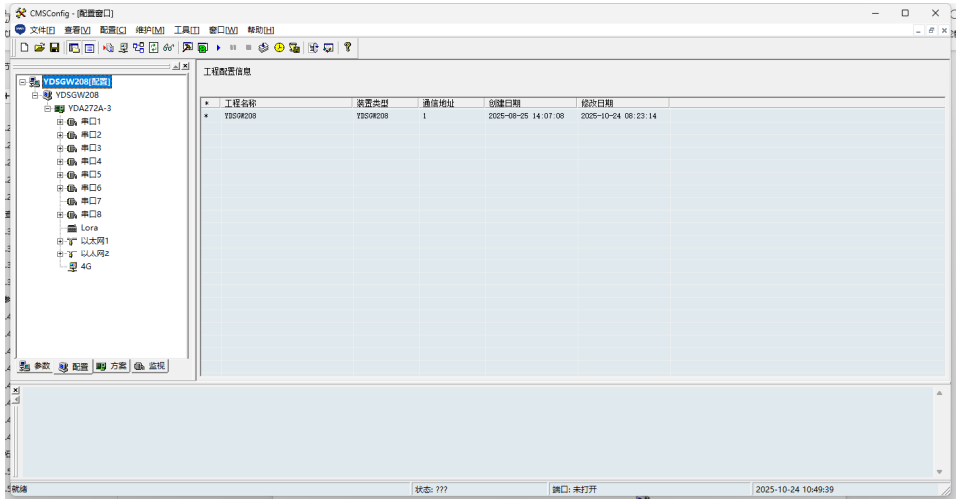 CMSConfig - [配置窗口]
文件[F] 查看[V] 配置[C] 维护[M] 工具[T] 窗口[W] 帮助[H]
工程配置信息
YDSGW208[配置]
YDSGW208
YDA272A-3
串口1
串口2
串口3
串口4
串口5
串口6
串口7
串口8
Lora
以太网1
以太网2
4G
* 工程名称 装置类型 通信地址 创建日期 修改日期
* YDSGW208 YDSGW208 1 2025-08-25 14:07:08 2025-10-24 08:23:14
参数 配置 方案 监视
就绪 状态: ??? 端口: 未打开 2025-10-24 10:49:39